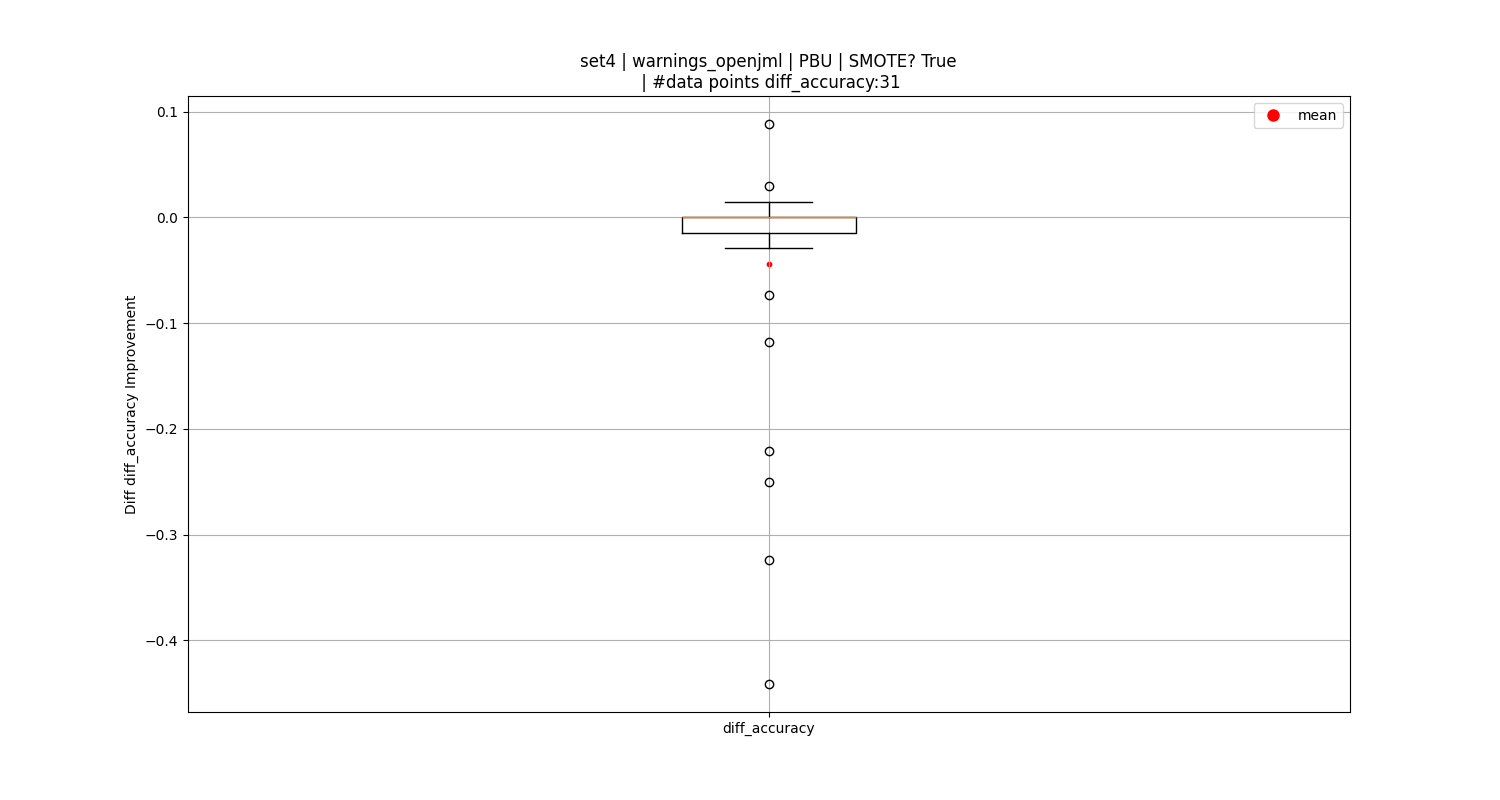 set4 | warnings_openjml | PBU | SMOTE? True
| #data points diff_accuracy:31
mean
0.1
0.0
−0.1
−0.2
−0.3
−0.4
Diff diff_accuracy Improvement
diff_accuracy